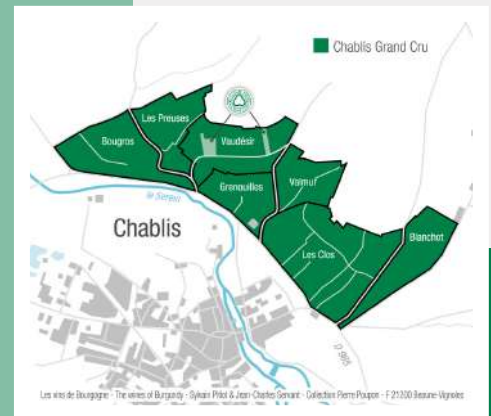 Chablis Grand Cru
Les Preuses
Bougros
Vaudésir
Grenouilles
Valmur
le Serein
Chablis
Blanchot
Les Clos
D 965
Les vins de Bourgogne - The wines of Burgundy - Sylvain Pitiot & Jean-Charles Servant - Collection Pierre Poupon - F 21200 Beaune-Vignoles